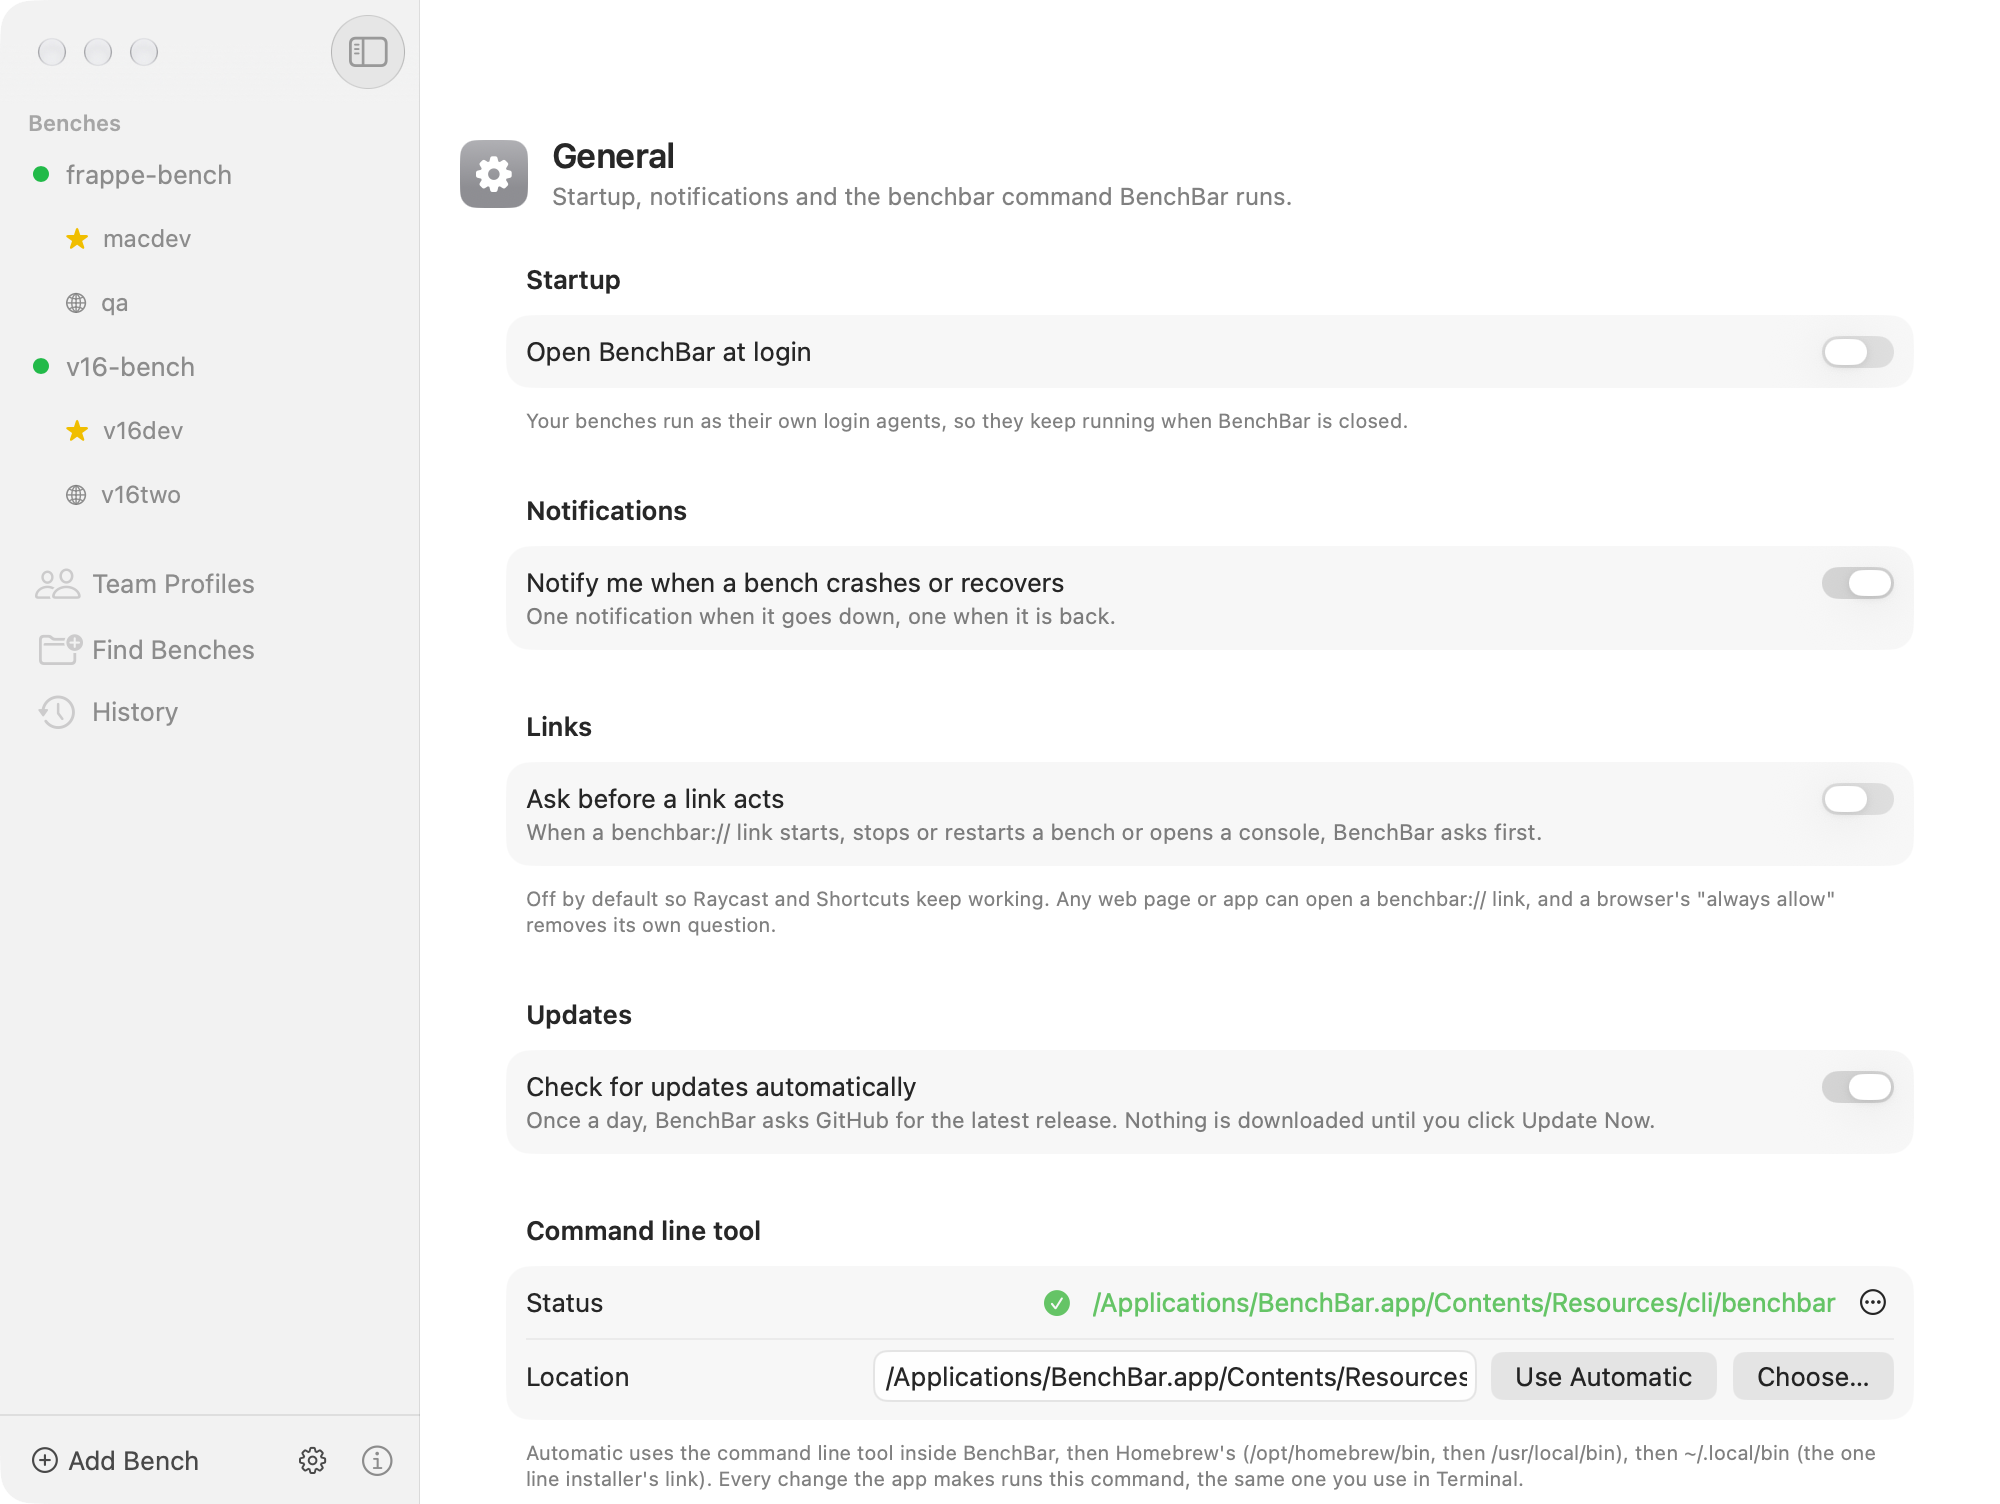 Benches
frappe-bench
macdev
qa
v16-bench
v16dev
v16two
Team Profiles
Find Benches
History
Add Bench
General
Startup, notifications and the benchbar command BenchBar runs.
Startup
Open BenchBar at login
Your benches run as their own login agents, so they keep running when BenchBar is closed.
Notifications
Notify me when a bench crashes or recovers
One notification when it goes down, one when it is back.
Links
Ask before a link acts
When a benchbar:// link starts, stops or restarts a bench or opens a console, BenchBar asks first.
Off by default so Raycast and Shortcuts keep working. Any web page or app can open a benchbar:// link, and a browser's "always allow"
removes its own question.
Updates
Check for updates automatically
Once a day, BenchBar asks GitHub for the latest release. Nothing is downloaded until you click Update Now.
Command line tool
Status /Applications/BenchBar.app/Contents/Resources/cli/benchbar
Location /Applications/BenchBar.app/Contents/Resources Use Automatic Choose...
Automatic uses the command line tool inside BenchBar, then Homebrew's (/opt/homebrew/bin, then /usr/local/bin), then ~/.local/bin (the one
line installer's link). Every change the app makes runs this command, the same one you use in Terminal.